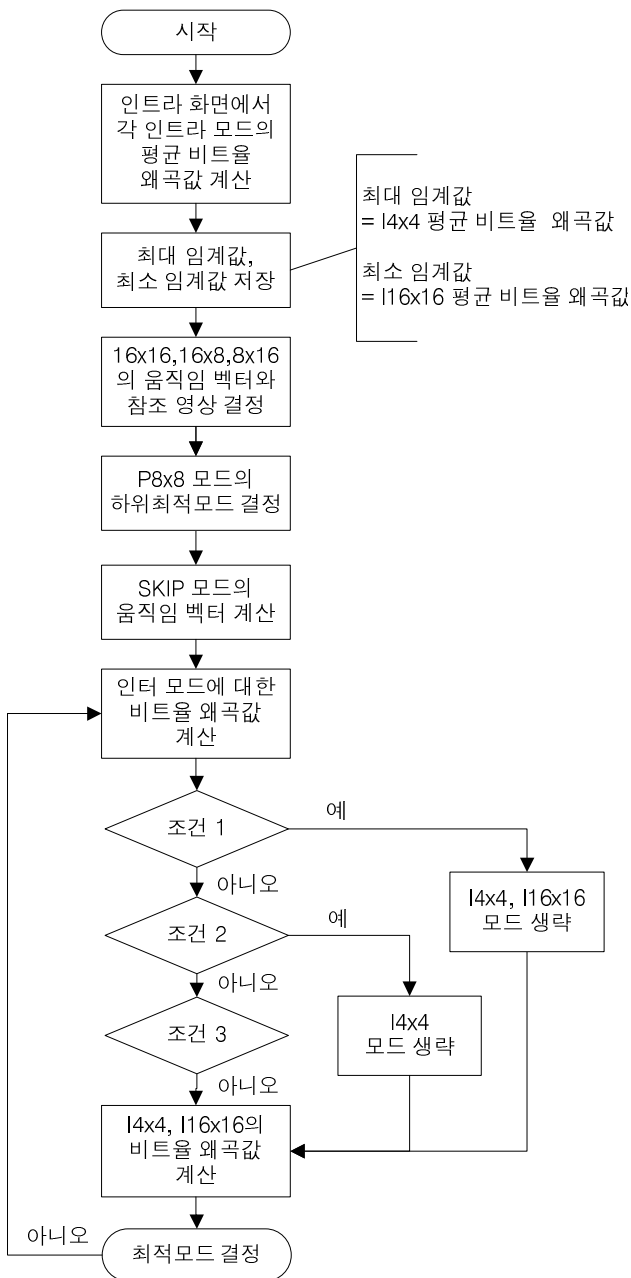 시작
인트라 화면에서
각 인트라 모드의
평균 비트율
왜곡값 계산
최대 임계값,
최소 임계값 저장
최대 임계값
= I4x4 평균 비트율 왜곡값
최소 임계값
= I16x16 평균 비트율 왜곡값
16x16,16x8,8x16
의 움직임 벡터와
참조 영상 결정
P8x8 모드의
하위최적모드 결정
SKIP 모드의
움직임 벡터 계산
인터 모드에 대한
비트율 왜곡값
계산
조건 1
예
아니오
I4x4, I16x16
모드 생략
조건 2
예
아니오
I4x4
모드 생략
조건 3
아니오
I4x4, I16x16의
비트율 왜곡값
계산
아니오
최적모드 결정